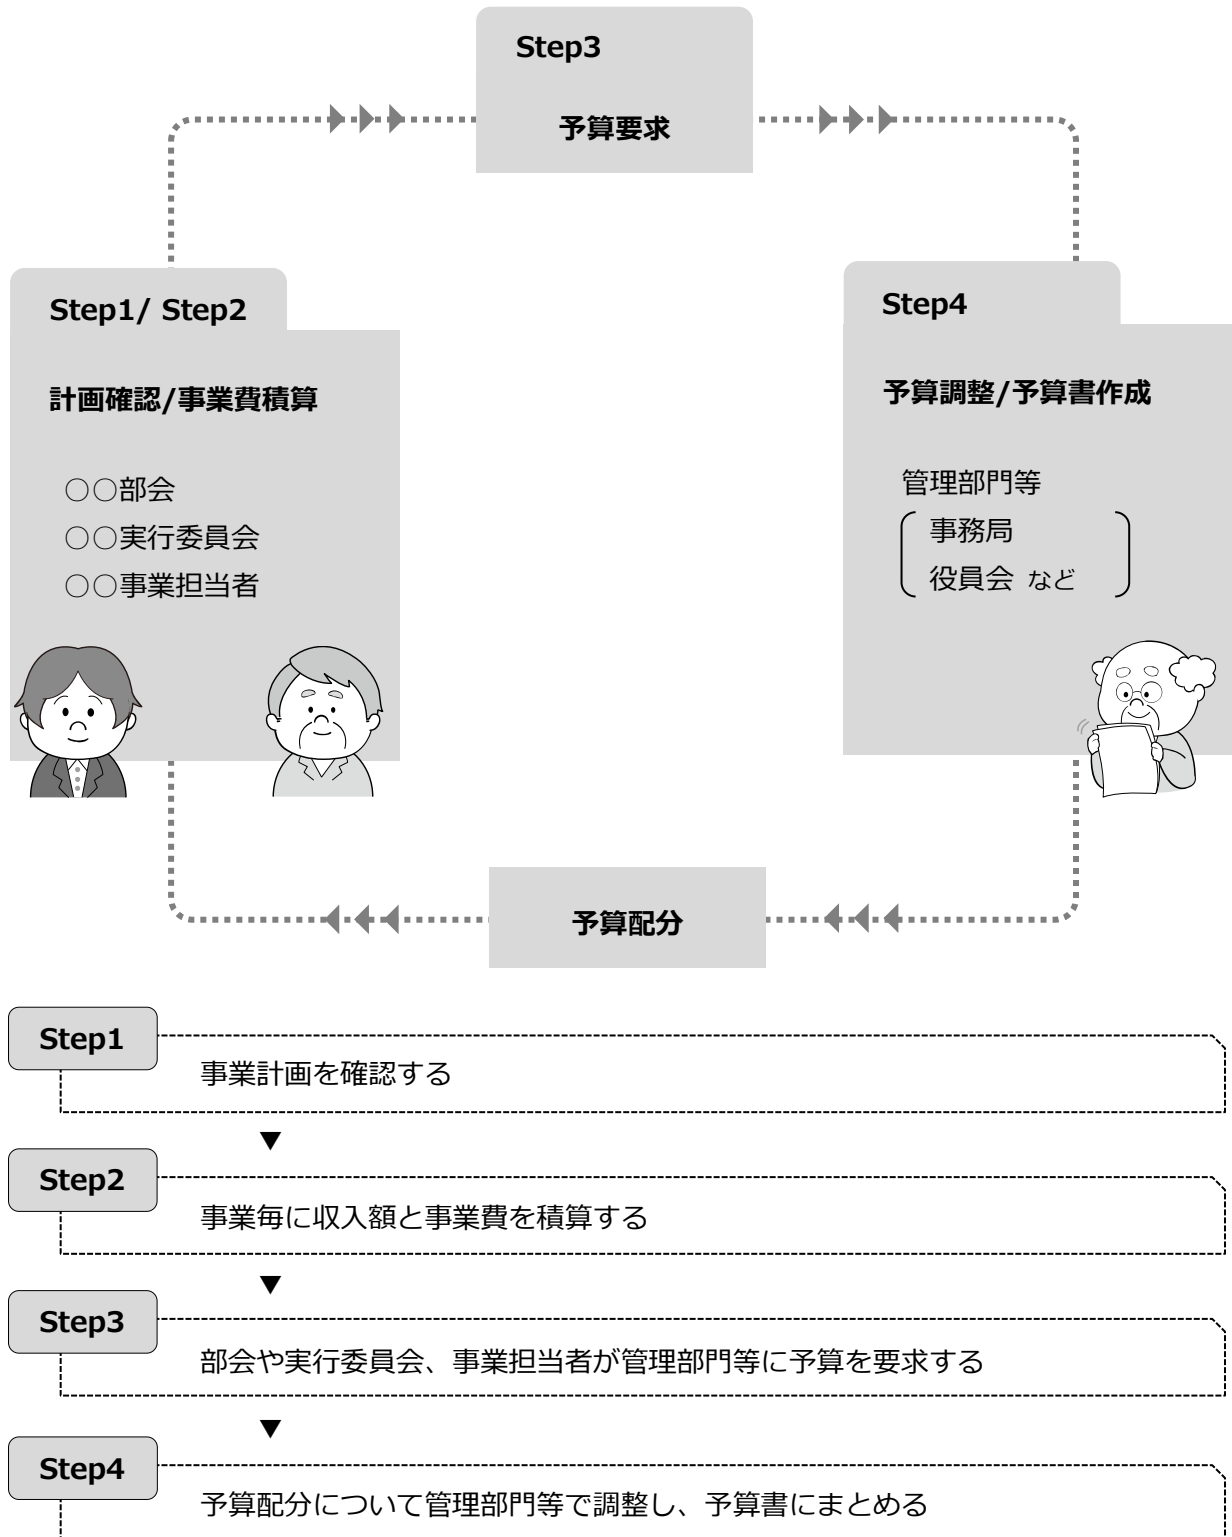 Step3
予算要求
Step1/ Step2
計画確認/事業費積算
○○部会
○○実行委員会
○○事業担当者
Step4
予算調整/予算書作成
管理部門等
事務局
役員会 など
予算配分
Step1
事業計画を確認する
▼
Step2
事業毎に収入額と事業費を積算する
▼
Step3
部会や実行委員会、事業担当者が管理部門等に予算を要求する
▼
Step4
予算配分について管理部門等で調整し、予算書にまとめる